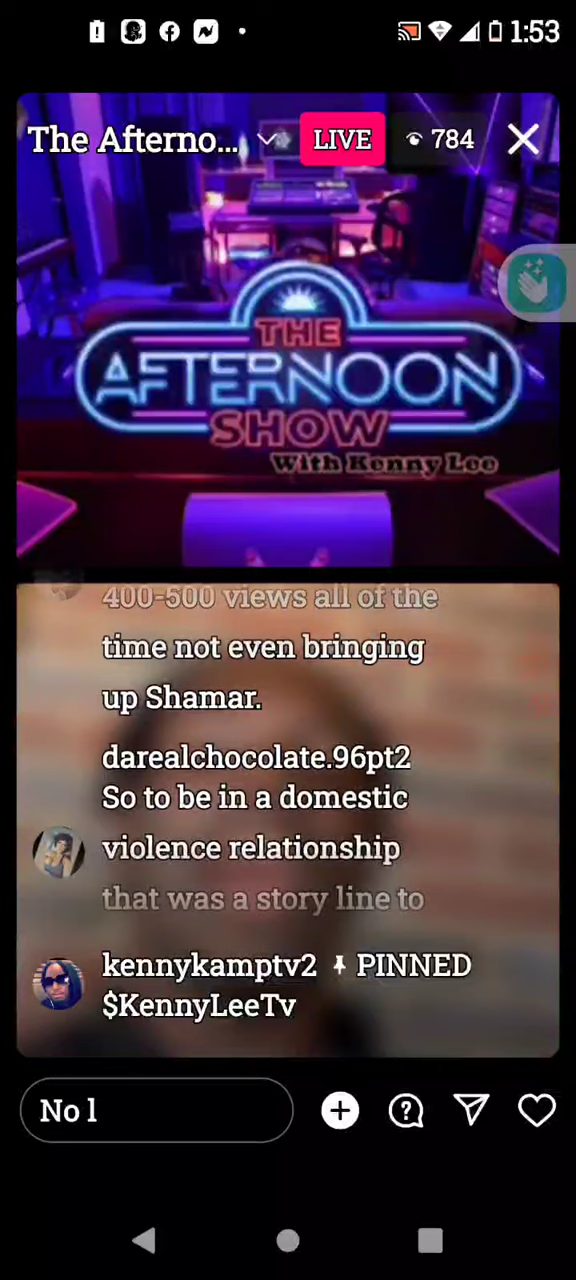 1:53
The Afterno...
LIVE
784
THE
AFTERNOON
SHOW
With Kenny Lee
400-500 views all of the
time not even bringing
up Shamar.
darealchocolate.96pt2
So to be in a domestic
violence relationship
that was a story line to
kennykamptv2 PINNED
$KennyLeeTv
No l